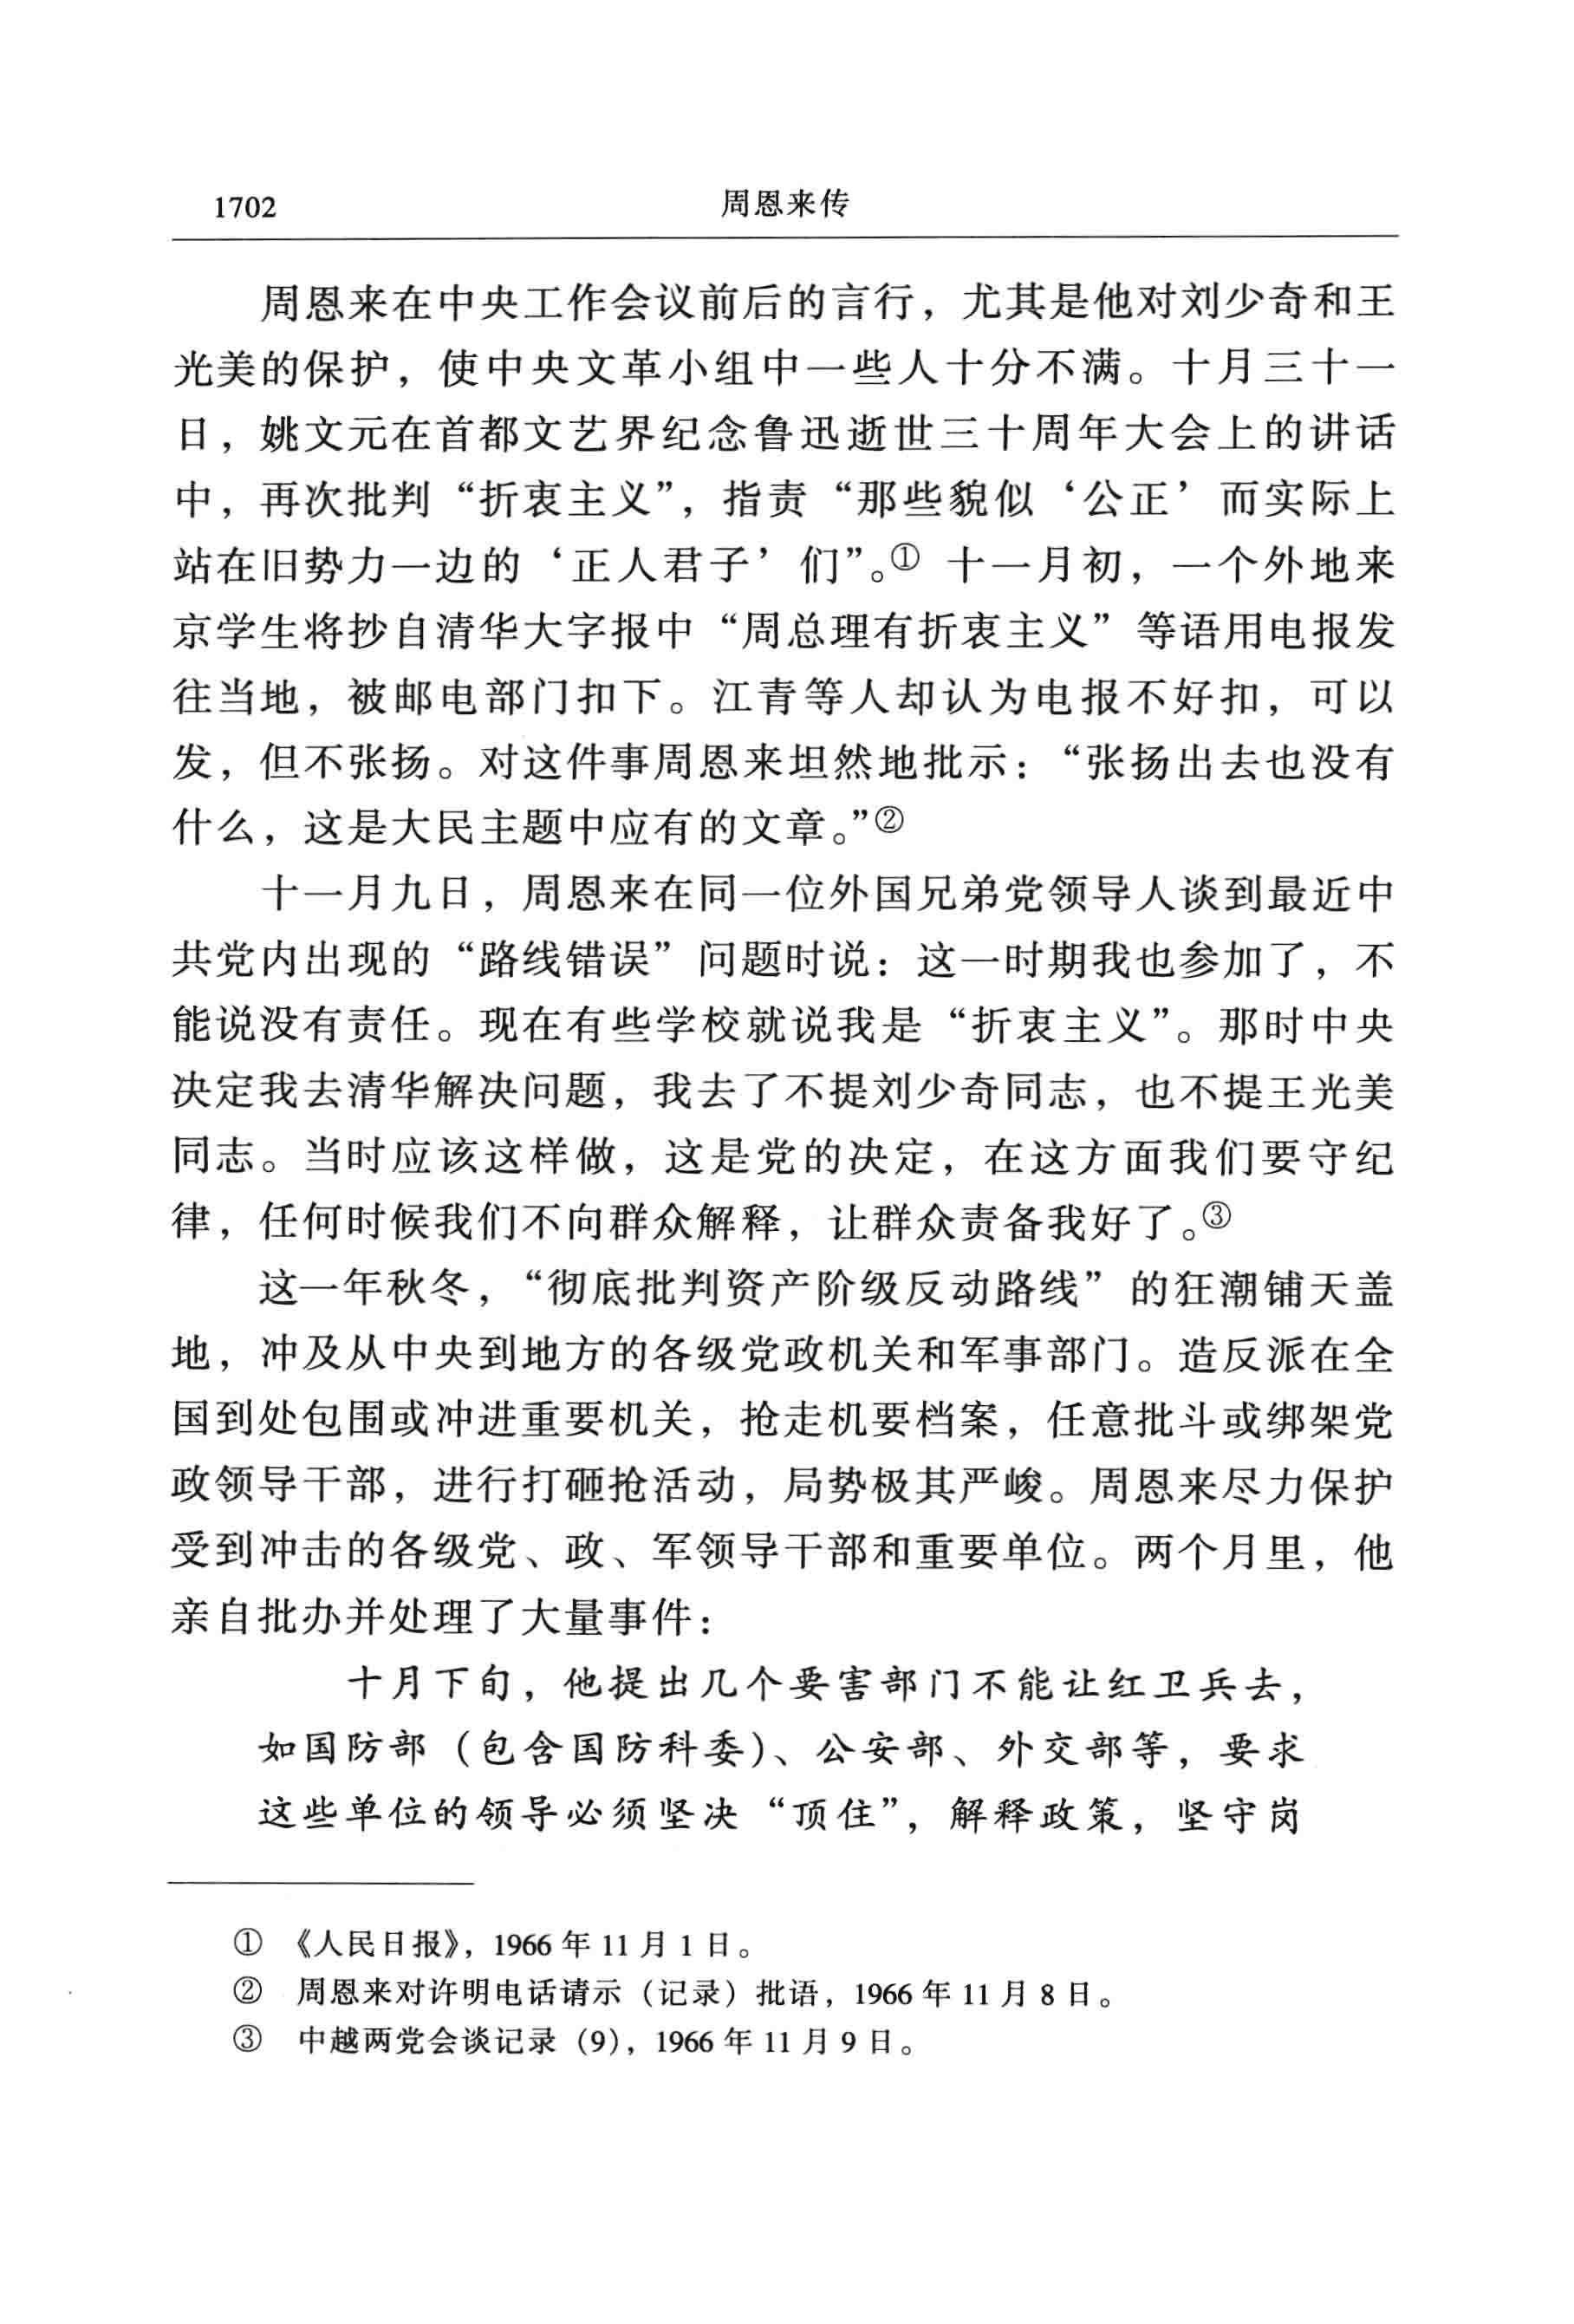 1702
周恩来传
周恩来在中央工作会议前后的言行，尤其是他对刘少奇和王
光美的保护，使中央文革小组中一些人十分不满。十月三十一
日，姚文元在首都文艺界纪念鲁迅逝世三十周年大会上的讲话
中，再次批判“折衷主义”，指责“那些貌似‘公正’而实际上
站在旧势力一边的‘正人君子’们”。① 十一月初，一个外地来
京学生将抄自清华大字报中“周总理有折衷主义”等语用电报发
往当地，被邮电部门扣下。江青等人却认为电报不好扣，可以
发，但不张扬。对这件事周恩来坦然地批示：“张扬出去也没有
什么，这是大民主题中应有的文章。”②
十一月九日，周恩来在同一位外国兄弟党领导人谈到最近中
共党内出现的“路线错误”问题时说：这一时期我也参加了，不
能说没有责任。现在有些学校就说我是“折衷主义”。那时中央
决定我去清华解决问题，我去了不提刘少奇同志，也不提王光美
同志。当时应该这样做，这是党的决定，在这方面我们要守纪
律，任何时候我们不向群众解释，让群众责备我好了。③
这一年秋冬，“彻底批判资产阶级反动路线”的狂潮铺天盖
地，冲及从中央到地方的各级党政机关和军事部门。造反派在全
国到处包围或冲进重要机关，抢走机要档案，任意批斗或绑架党
政领导干部，进行打砸抢活动，局势极其严峻。周恩来尽力保护
受到冲击的各级党、政、军领导干部和重要单位。两个月里，他
亲自批办并处理了大量事件：
十月下旬，他提出几个要害部门不能让红卫兵去，
如国防部（包含国防科委）、公安部、外交部等，要求
这些单位的领导必须坚决“顶住”，解释政策，坚守岗
① 《人民日报》，1966 年 11 月 1 日。
② 周恩来对许明电话请示（记录）批语，1966 年 11 月 8 日。
③ 中越两党会谈记录（9），1966 年 11 月 9 日。